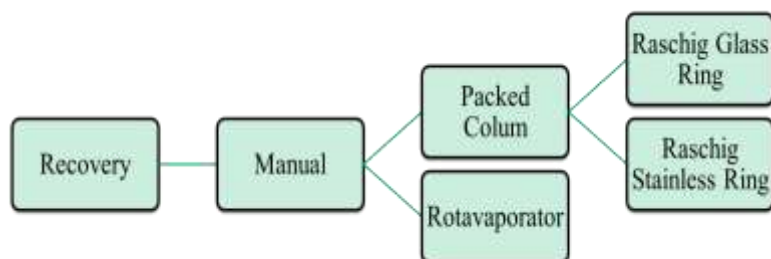 Recovery
Manual
Packed
Colum
Rotavaporator
Raschig Glass
Ring
Raschig
Stainless Ring